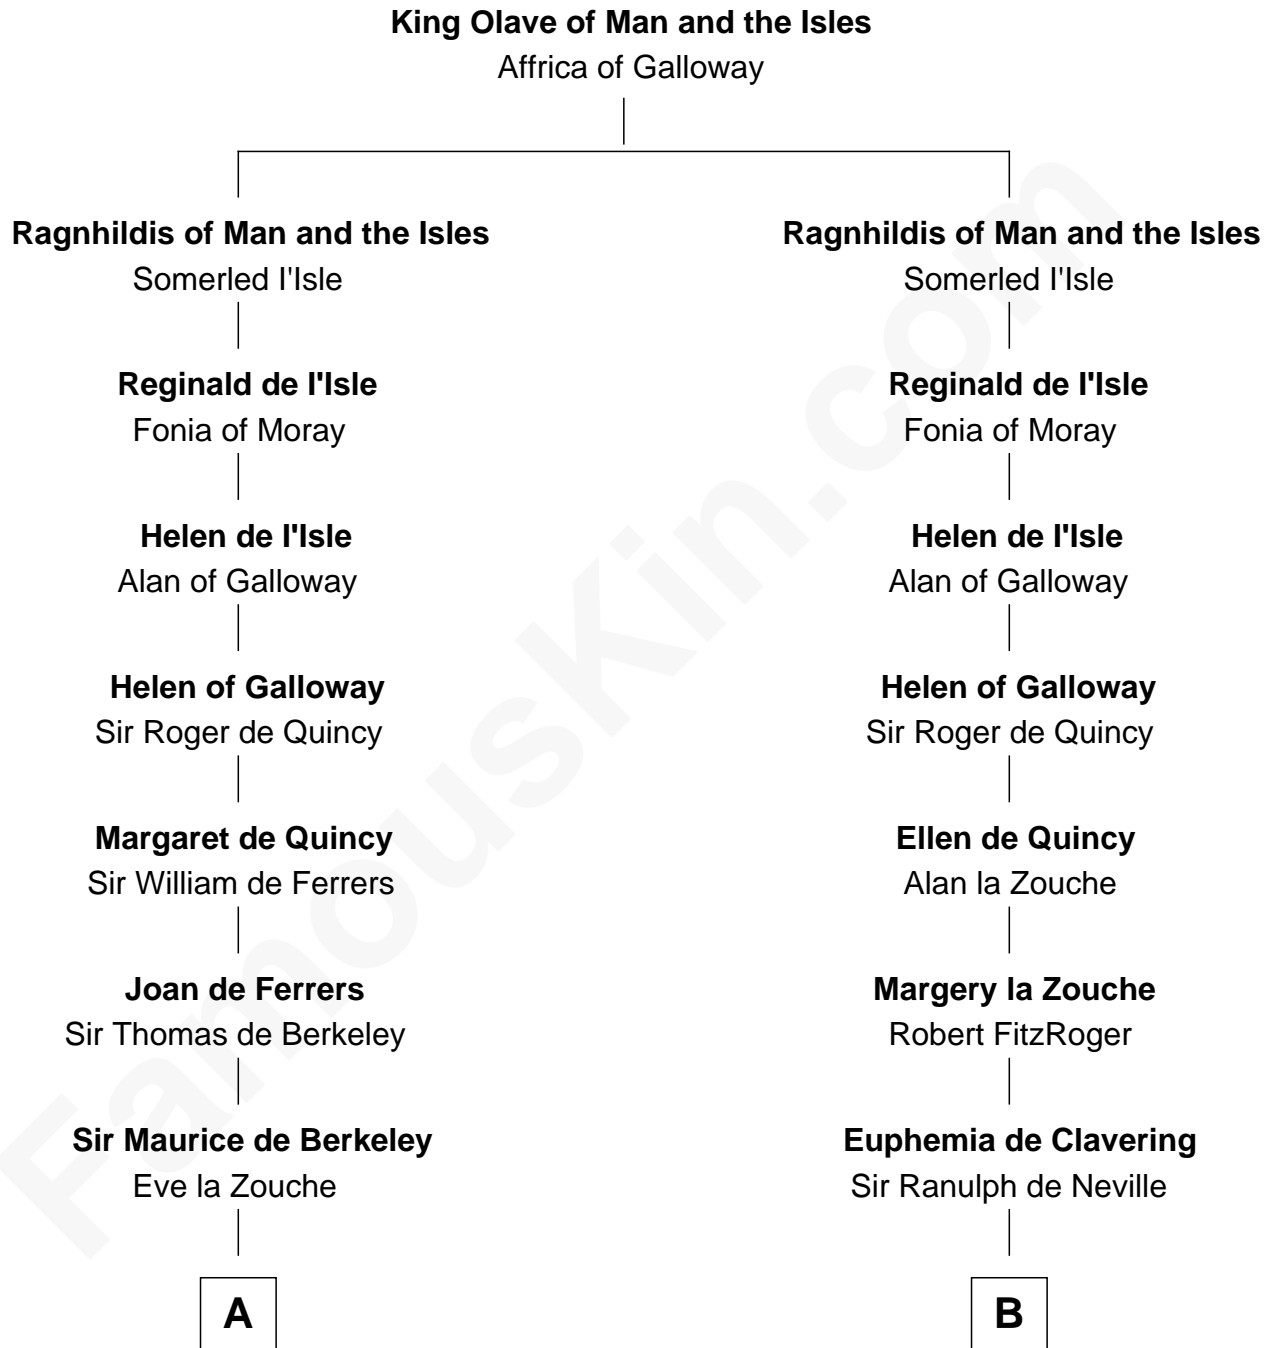 King Olave of Man and the Isles
Affrica of Galloway
Ragnhildis of Man and the Isles
Somerled I'Isle
Reginald de I'Isle
Fonia of Moray
Helen de I'Isle
Alan of Galloway
Helen of Galloway
Sir Roger de Quincy
Margaret de Quincy
Sir William de Ferrers
Joan de Ferrers
Sir Thomas de Berkeley
Sir Maurice de Berkeley
Eve la Zouche
A
Ragnhildis of Man and the Isles
Somerled I'Isle
Reginald de I'Isle
Fonia of Moray
Helen de I'Isle
Alan of Galloway
Helen of Galloway
Sir Roger de Quincy
Ellen de Quincy
Alan la Zouche
Margery la Zouche
Robert FitzRoger
Euphemia de Clavering
Sir Ranulph de Neville
B
FamousKin.com